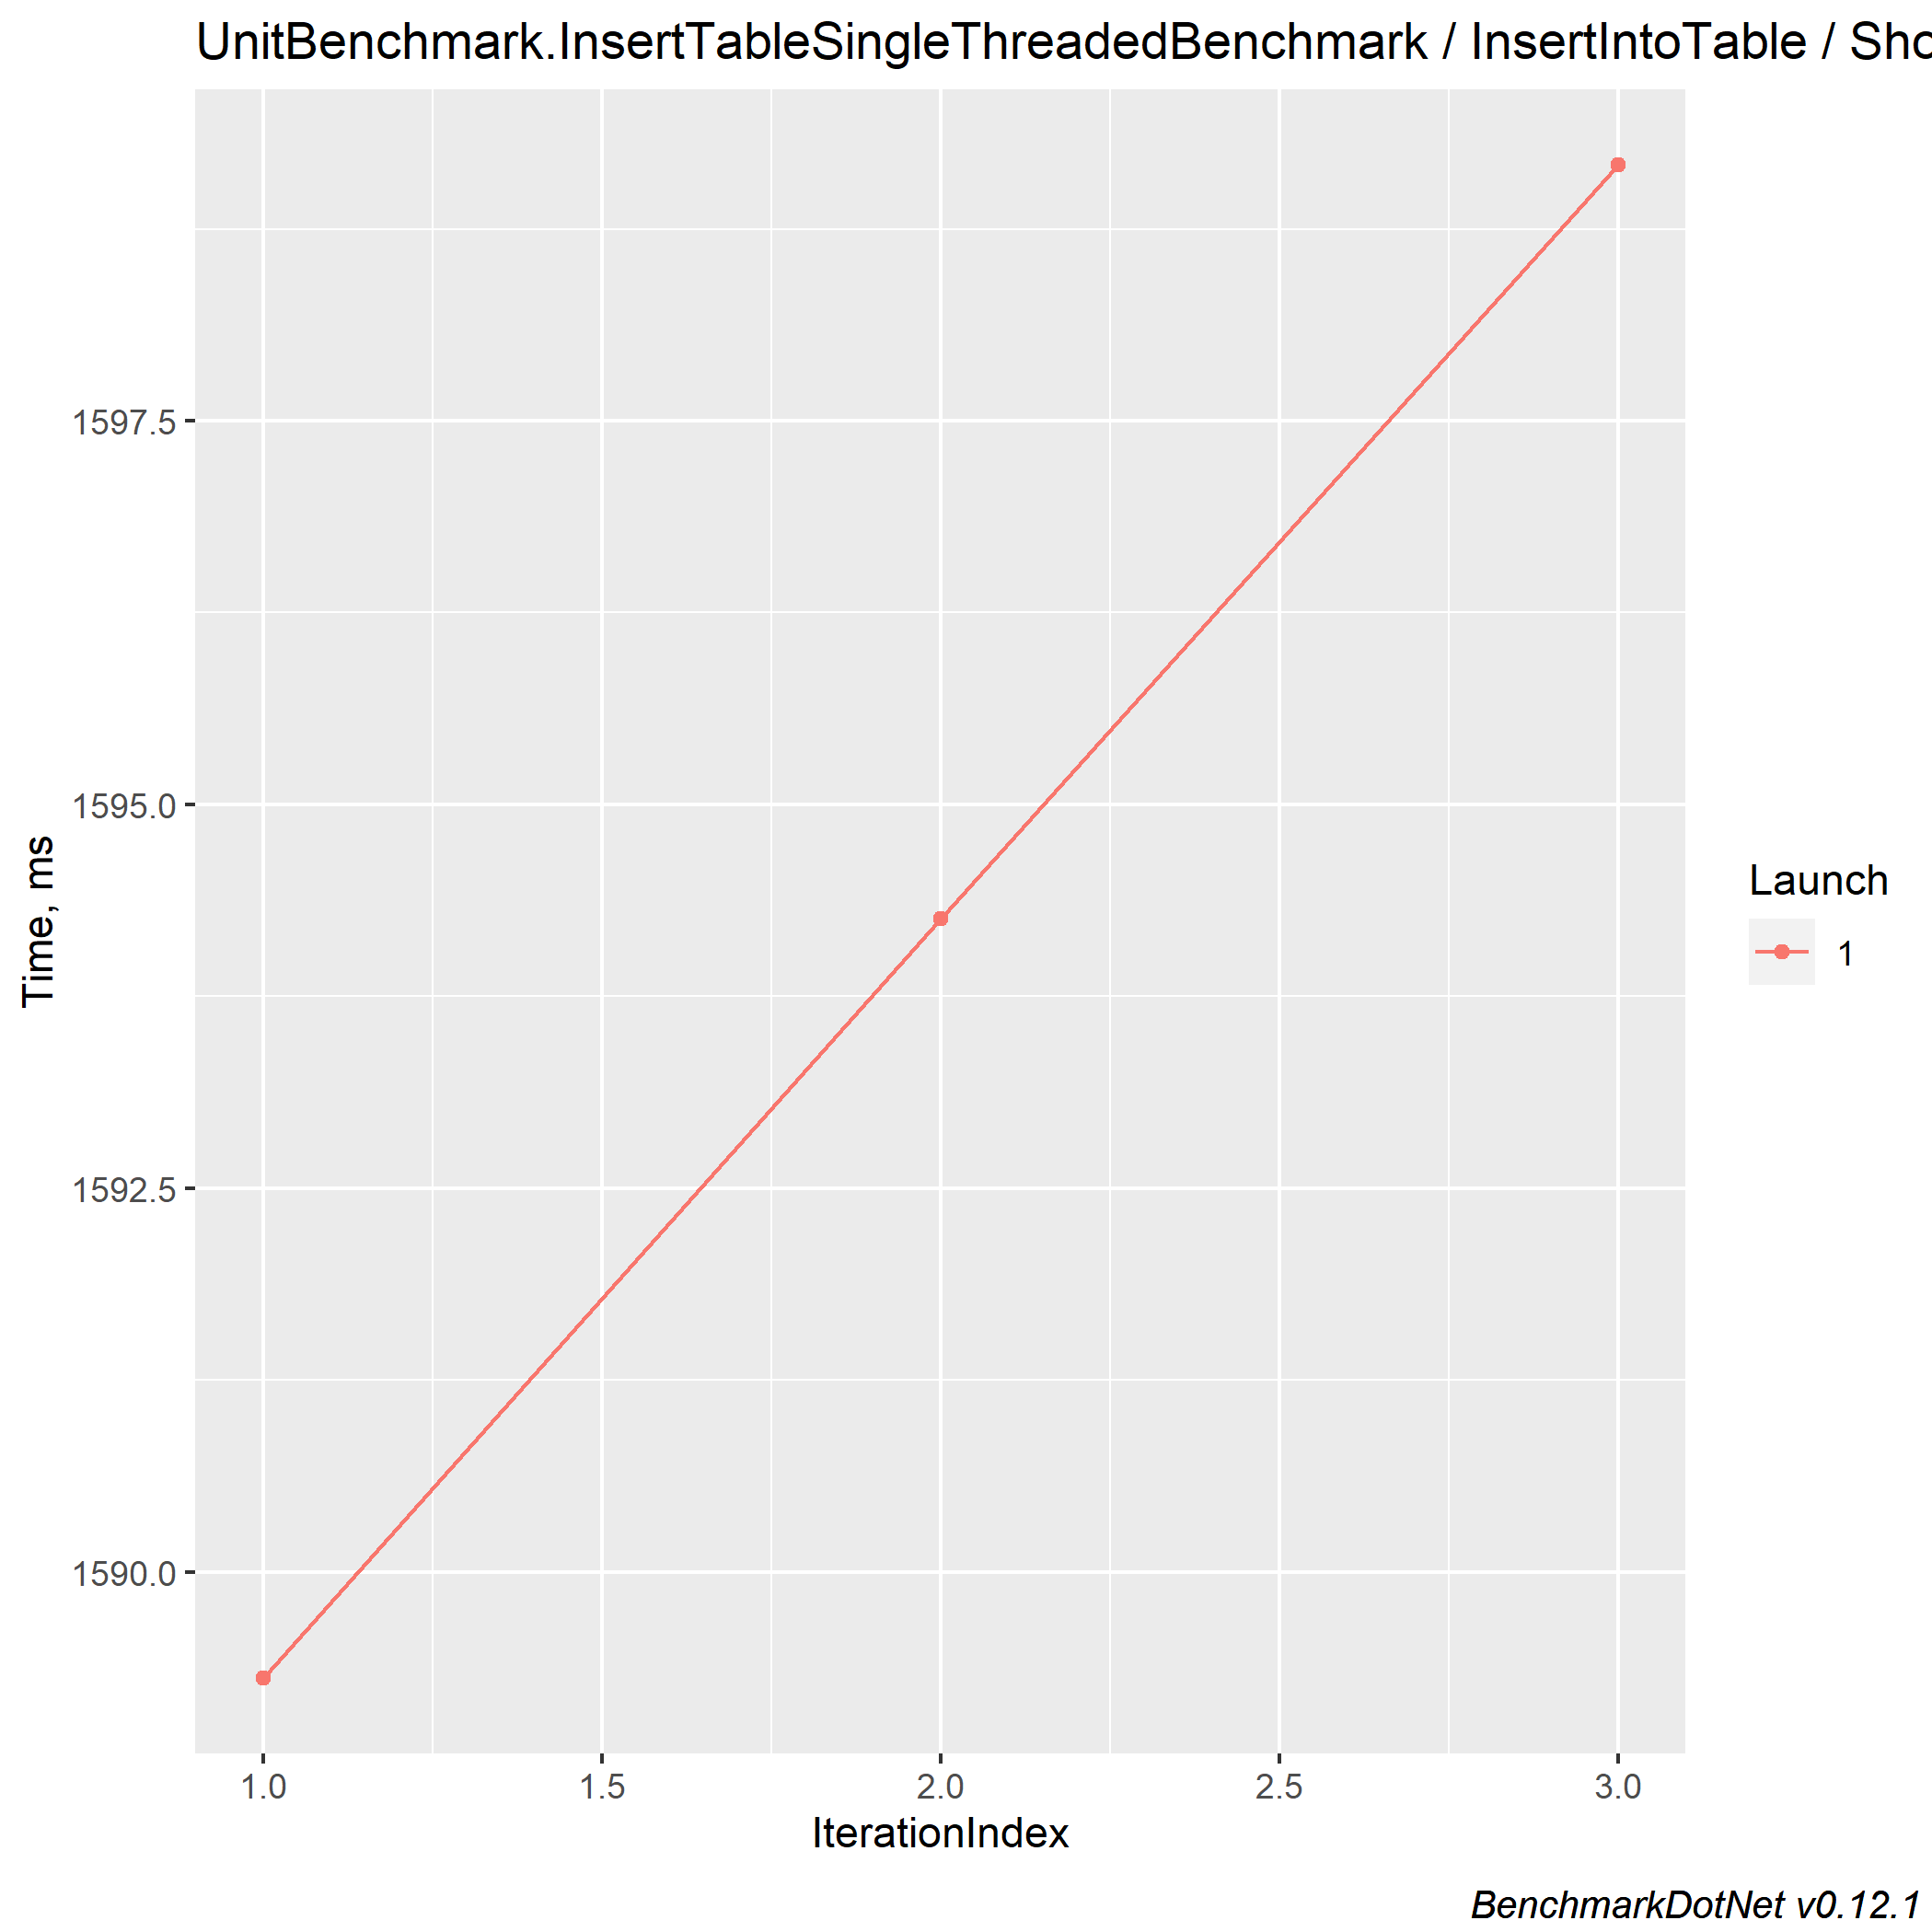 UnitBenchmark.InsertTableSingleThreadedBenchmark / InsertIntoTable / Sho
1597.5
1595.0
1592.5
1590.0
Time, ms
1.0 1.5 2.0 2.5 3.0
IterationIndex
Launch
1
BenchmarkDotNet v0.12.1